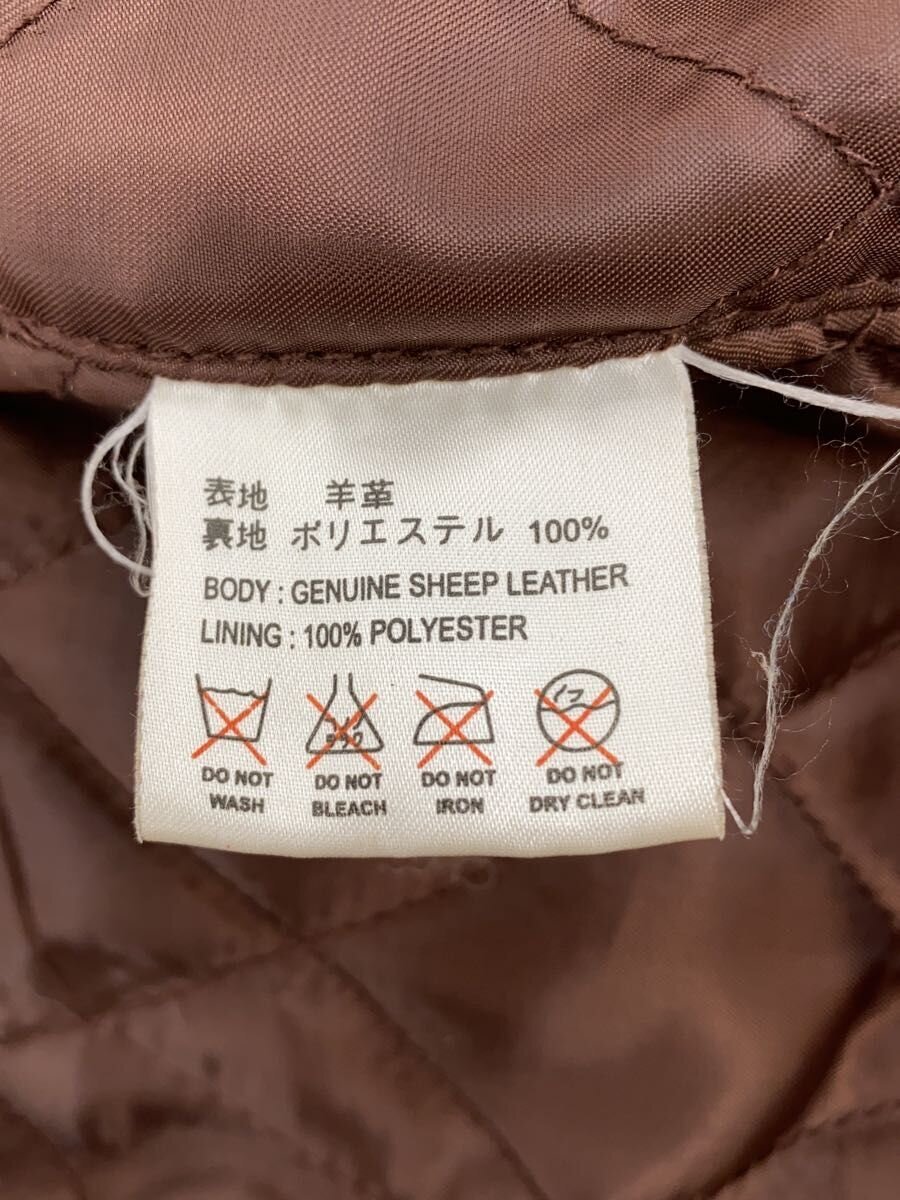 表地 羊革
裏地 ポリエステル 100%
BODY : GENUINE SHEEP LEATHER
LINING : 100% POLYESTER
DO NOT WASH
DO NOT BLEACH
DO NOT IRON
DO NOT DRY CLEAN